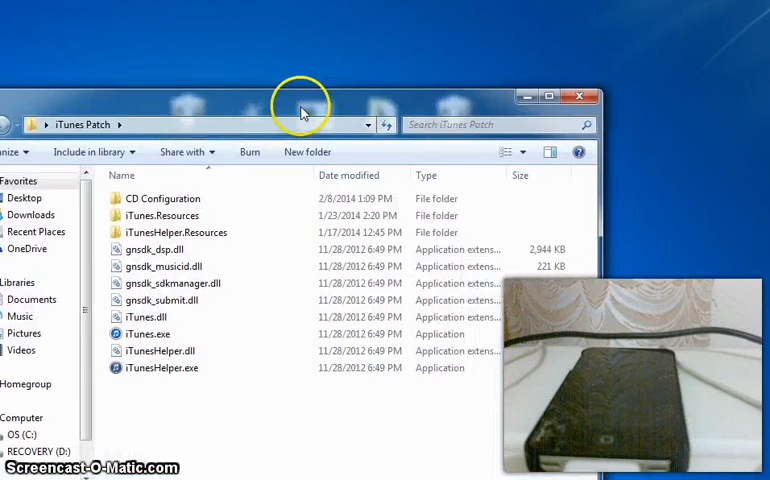 iTunes Patch
Search iTunes Patch
anize Include in library Share with Burn New folder
Name Date modified Type Size
CD Configuration 2/8/2014 1:09 PM File folder
iTunes.Resources 1/23/2014 2:20 PM File folder
iTunesHelper.Resources 1/17/2014 12:45 PM File folder
gnsdk_dsp.dll 11/28/2012 6:49 PM Application extens... 2,944 KB
gnsdk_musicid.dll 11/28/2012 6:49 PM Application extens... 221 KB
gnsdk_sdkmanager.dll 11/28/2012 6:49 PM Application extens...
gnsdk_submit.dll 11/28/2012 6:49 PM Application extens...
iTunes.dll 11/28/2012 6:49 PM Application extens...
iTunes.exe 11/28/2012 6:49 PM Application
iTunesHelper.dll 11/28/2012 6:49 PM Application extens...
iTunesHelper.exe 11/28/2012 6:49 PM Application
Favorites
Desktop
Downloads
Recent Places
OneDrive
Libraries
Documents
Music
Pictures
Videos
Homegroup
Computer
OS (C:)
RECOVERY (D:)
Screencast-O-Matic.com